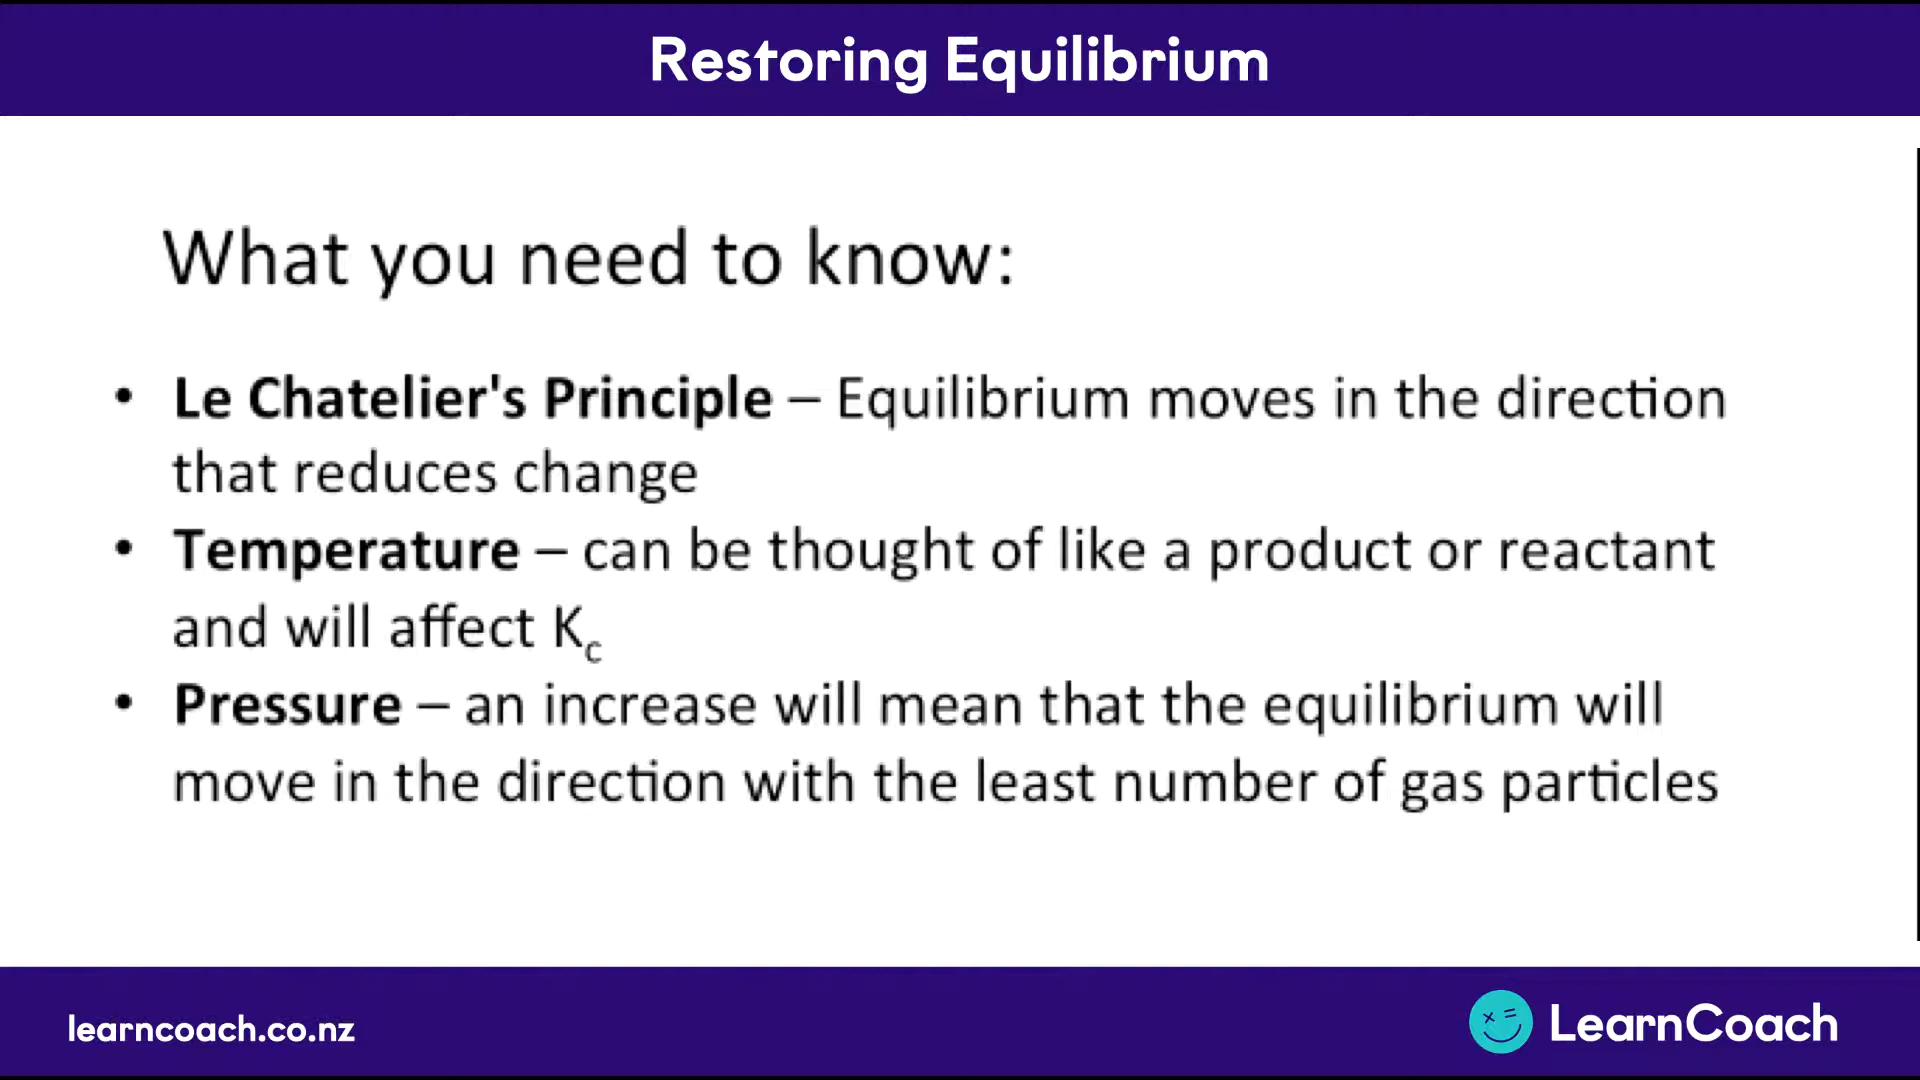 Restoring Equilibrium
What you need to know:
• Le Chatelier's Principle – Equilibrium moves in the direction
that reduces change
• Temperature – can be thought of like a product or reactant
and will affect Kc
• Pressure – an increase will mean that the equilibrium will
move in the direction with the least number of gas particles
learncoach.co.nz
LearnCoach